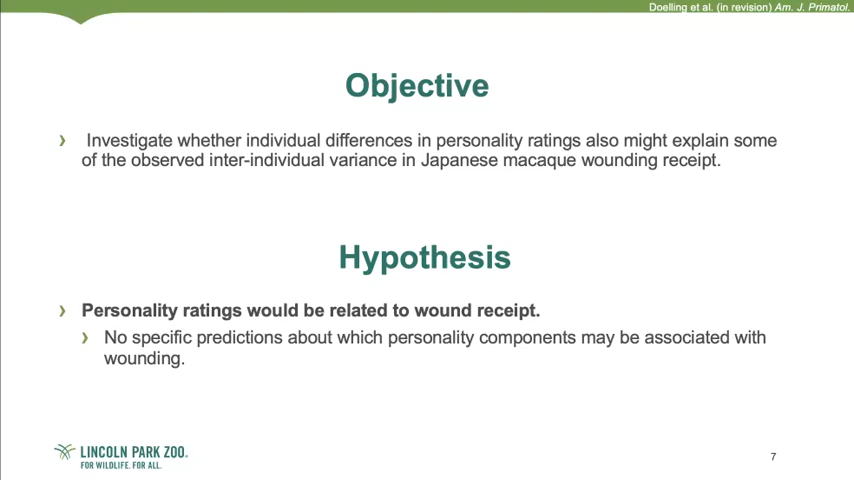 Doelling et al. (in revision) Am. J. Primatol.
Objective
› Investigate whether individual differences in personality ratings also might explain some
of the observed inter-individual variance in Japanese macaque wounding receipt.
Hypothesis
› Personality ratings would be related to wound receipt.
› No specific predictions about which personality components may be associated with
wounding.
LINCOLN PARK ZOO.
FOR WILDLIFE. FOR ALL.
7